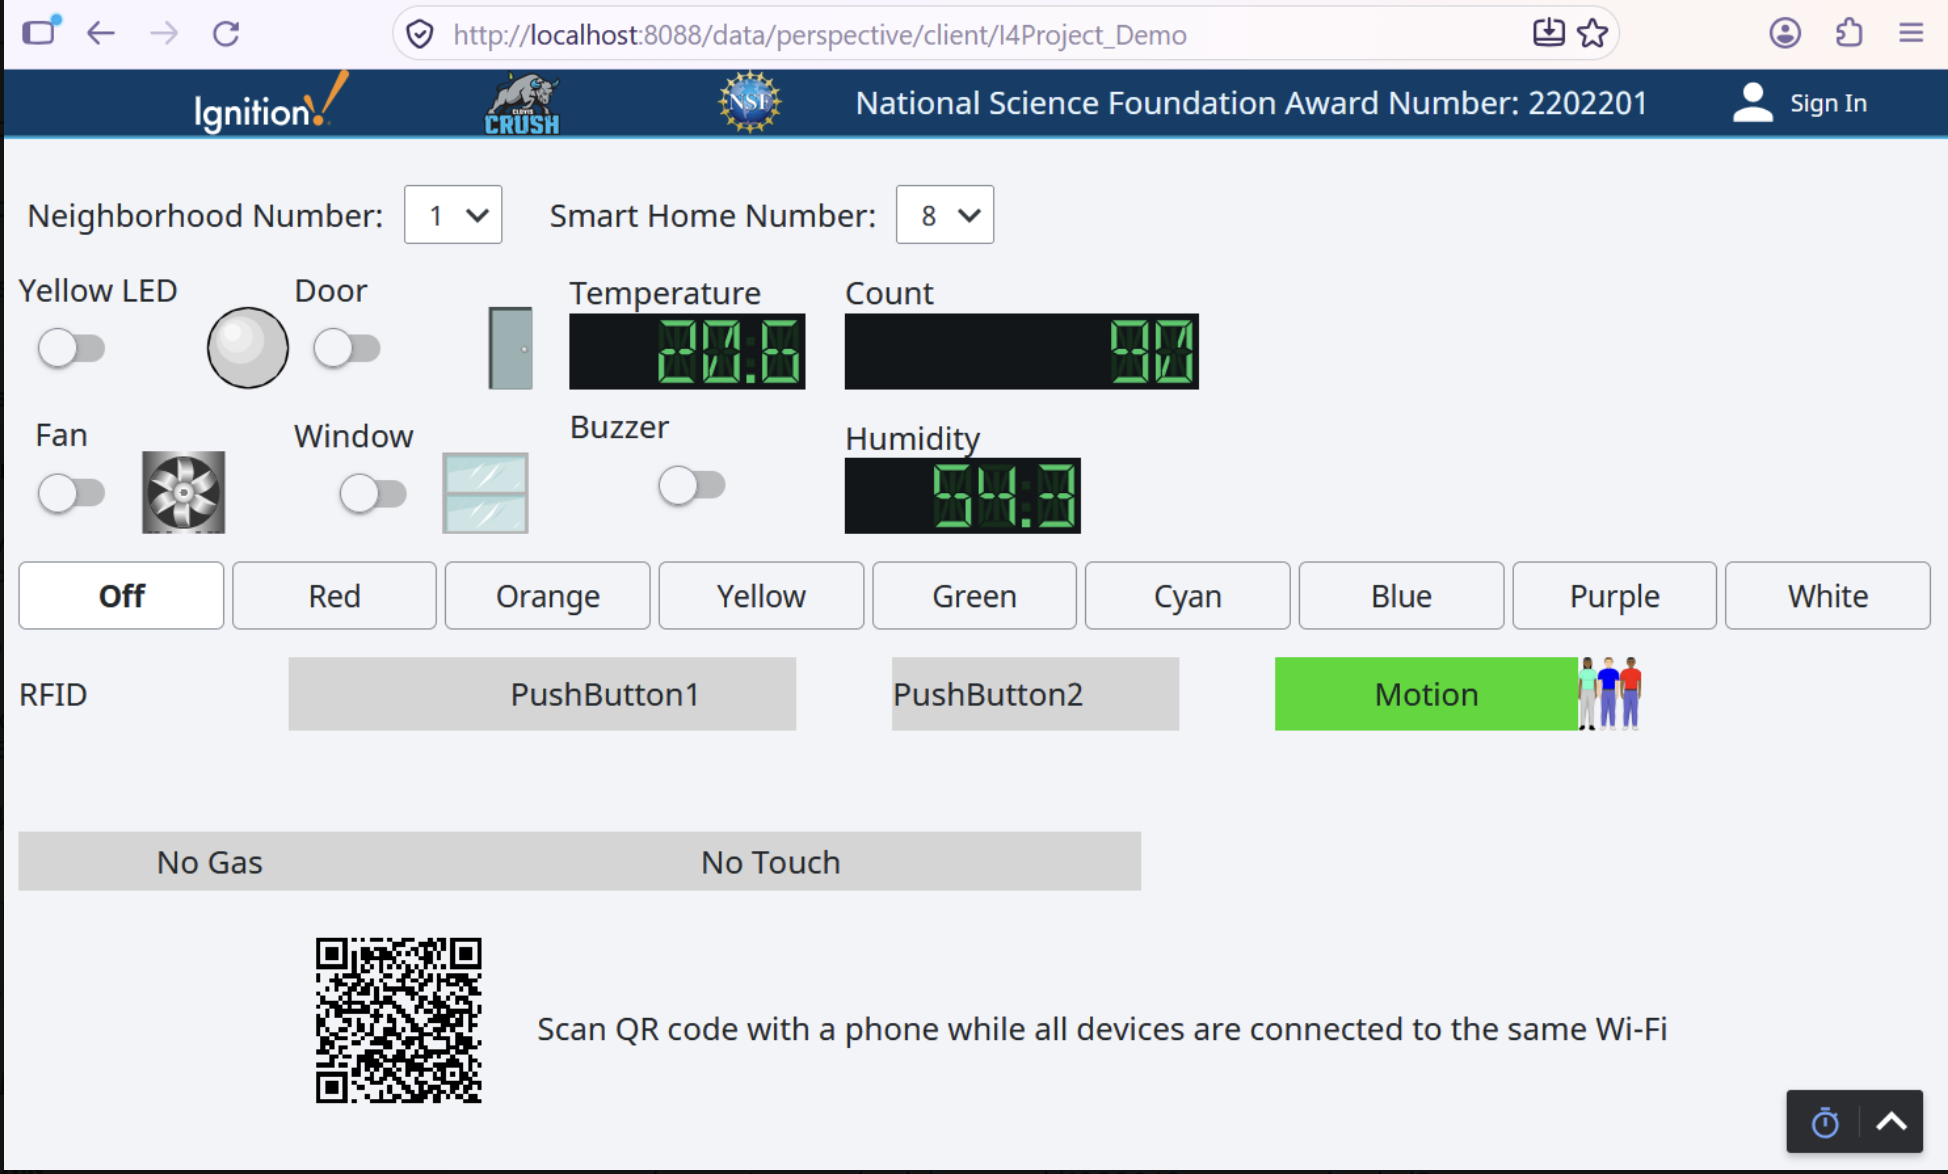 http://localhost:8088/data/perspective/client/I4Project_Demo
Ignition!
CLOVIS
CRUSH
NSF
National Science Foundation Award Number: 2202201
Sign In
Neighborhood Number: 1 Smart Home Number: 8
Yellow LED Door Temperature Count
20.6 90
Fan Window Buzzer Humidity
54.3
Off Red Orange Yellow Green Cyan Blue Purple White
RFID PushButton1 PushButton2 Motion
No Gas No Touch
Scan QR code with a phone while all devices are connected to the same Wi-Fi